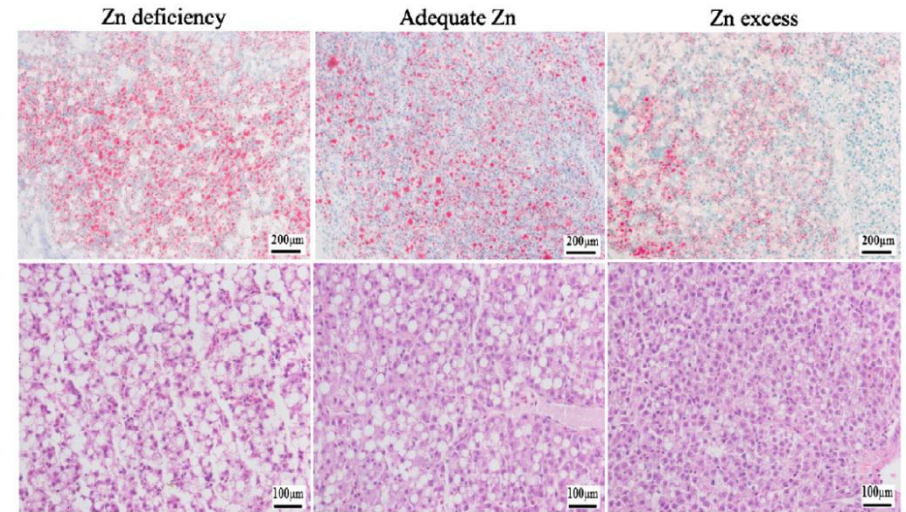 Zn deficiency
Adequate Zn
Zn excess
200μm
200μm
200μm
100μm
100μm
100μm